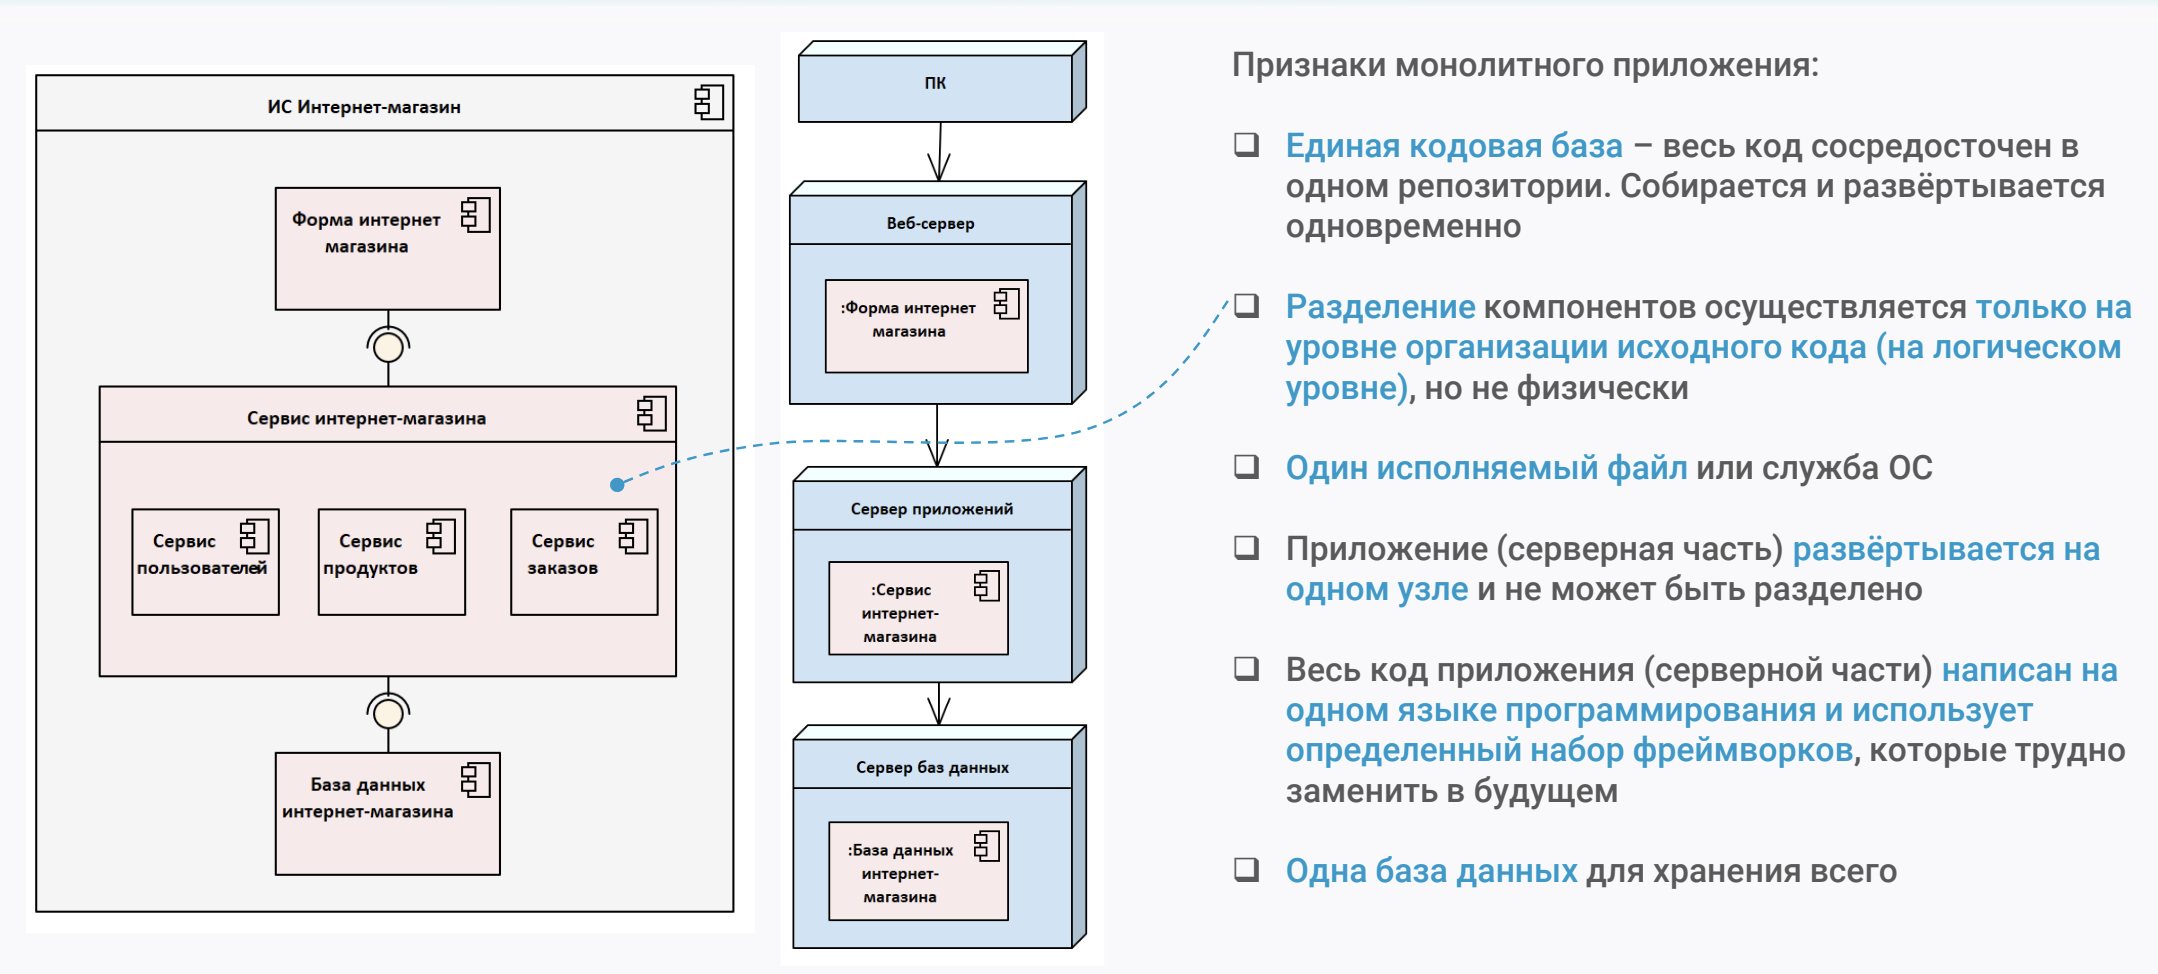 ИС Интернет-магазин
Форма интернет
магазина
Сервис интернет-магазина
Сервис
пользователей
Сервис
продуктов
Сервис
заказов
База данных
интернет-магазина
ПК
Веб-сервер
:Форма интернет
магазина
Сервер приложений
:Сервис
интернет-
магазина
Сервер баз данных
:База данных
интернет-
магазина
Признаки монолитного приложения:
❑ Единая кодовая база – весь код сосредосточен в
одном репозитории. Собирается и развёртывается
одновременно
❑ Разделение компонентов осуществляется только на
уровне организации исходного кода (на логическом
уровне), но не физически
❑ Один исполняемый файл или служба ОС
❑ Приложение (серверная часть) развёртывается на
одном узле и не может быть разделено
❑ Весь код приложения (серверной части) написан на
одном языке программирования и использует
определенный набор фреймворков, которые трудно
заменить в будущем
❑ Одна база данных для хранения всего